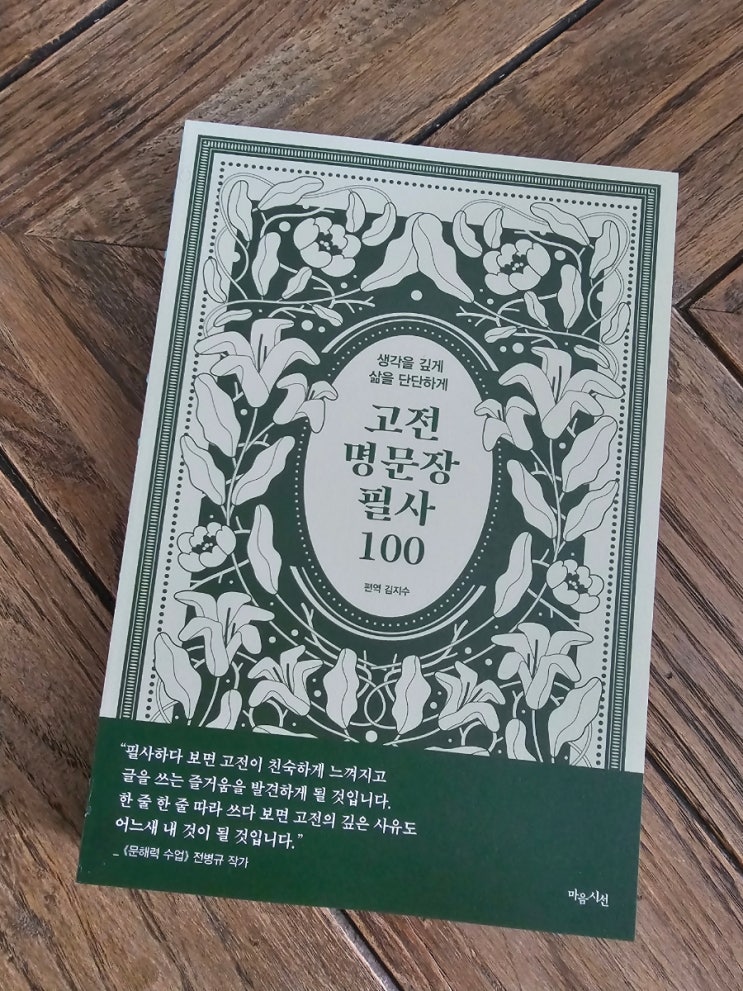 생각을 깊게
삶을 단단하게
고전
명문장
필사
100
편역 김지수
“필사하다 보면 고전이 친숙하게 느껴지고
글을 쓰는 즐거움을 발견하게 될 것입니다.
한 줄 한 줄 따라 쓰다 보면 고전의 깊은 사유도
어느새 내 것이 될 것입니다.”
_ 《문해력 수업》 전병규 작가
마음시선